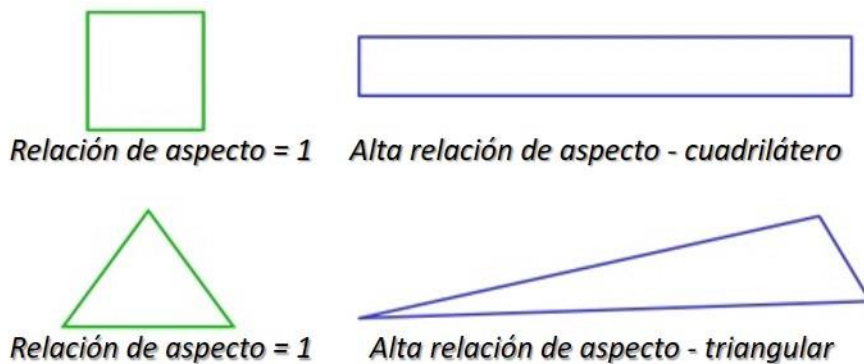 Relación de aspecto = 1
Alta relación de aspecto - cuadrilátero
Relación de aspecto = 1
Alta relación de aspecto - triangular